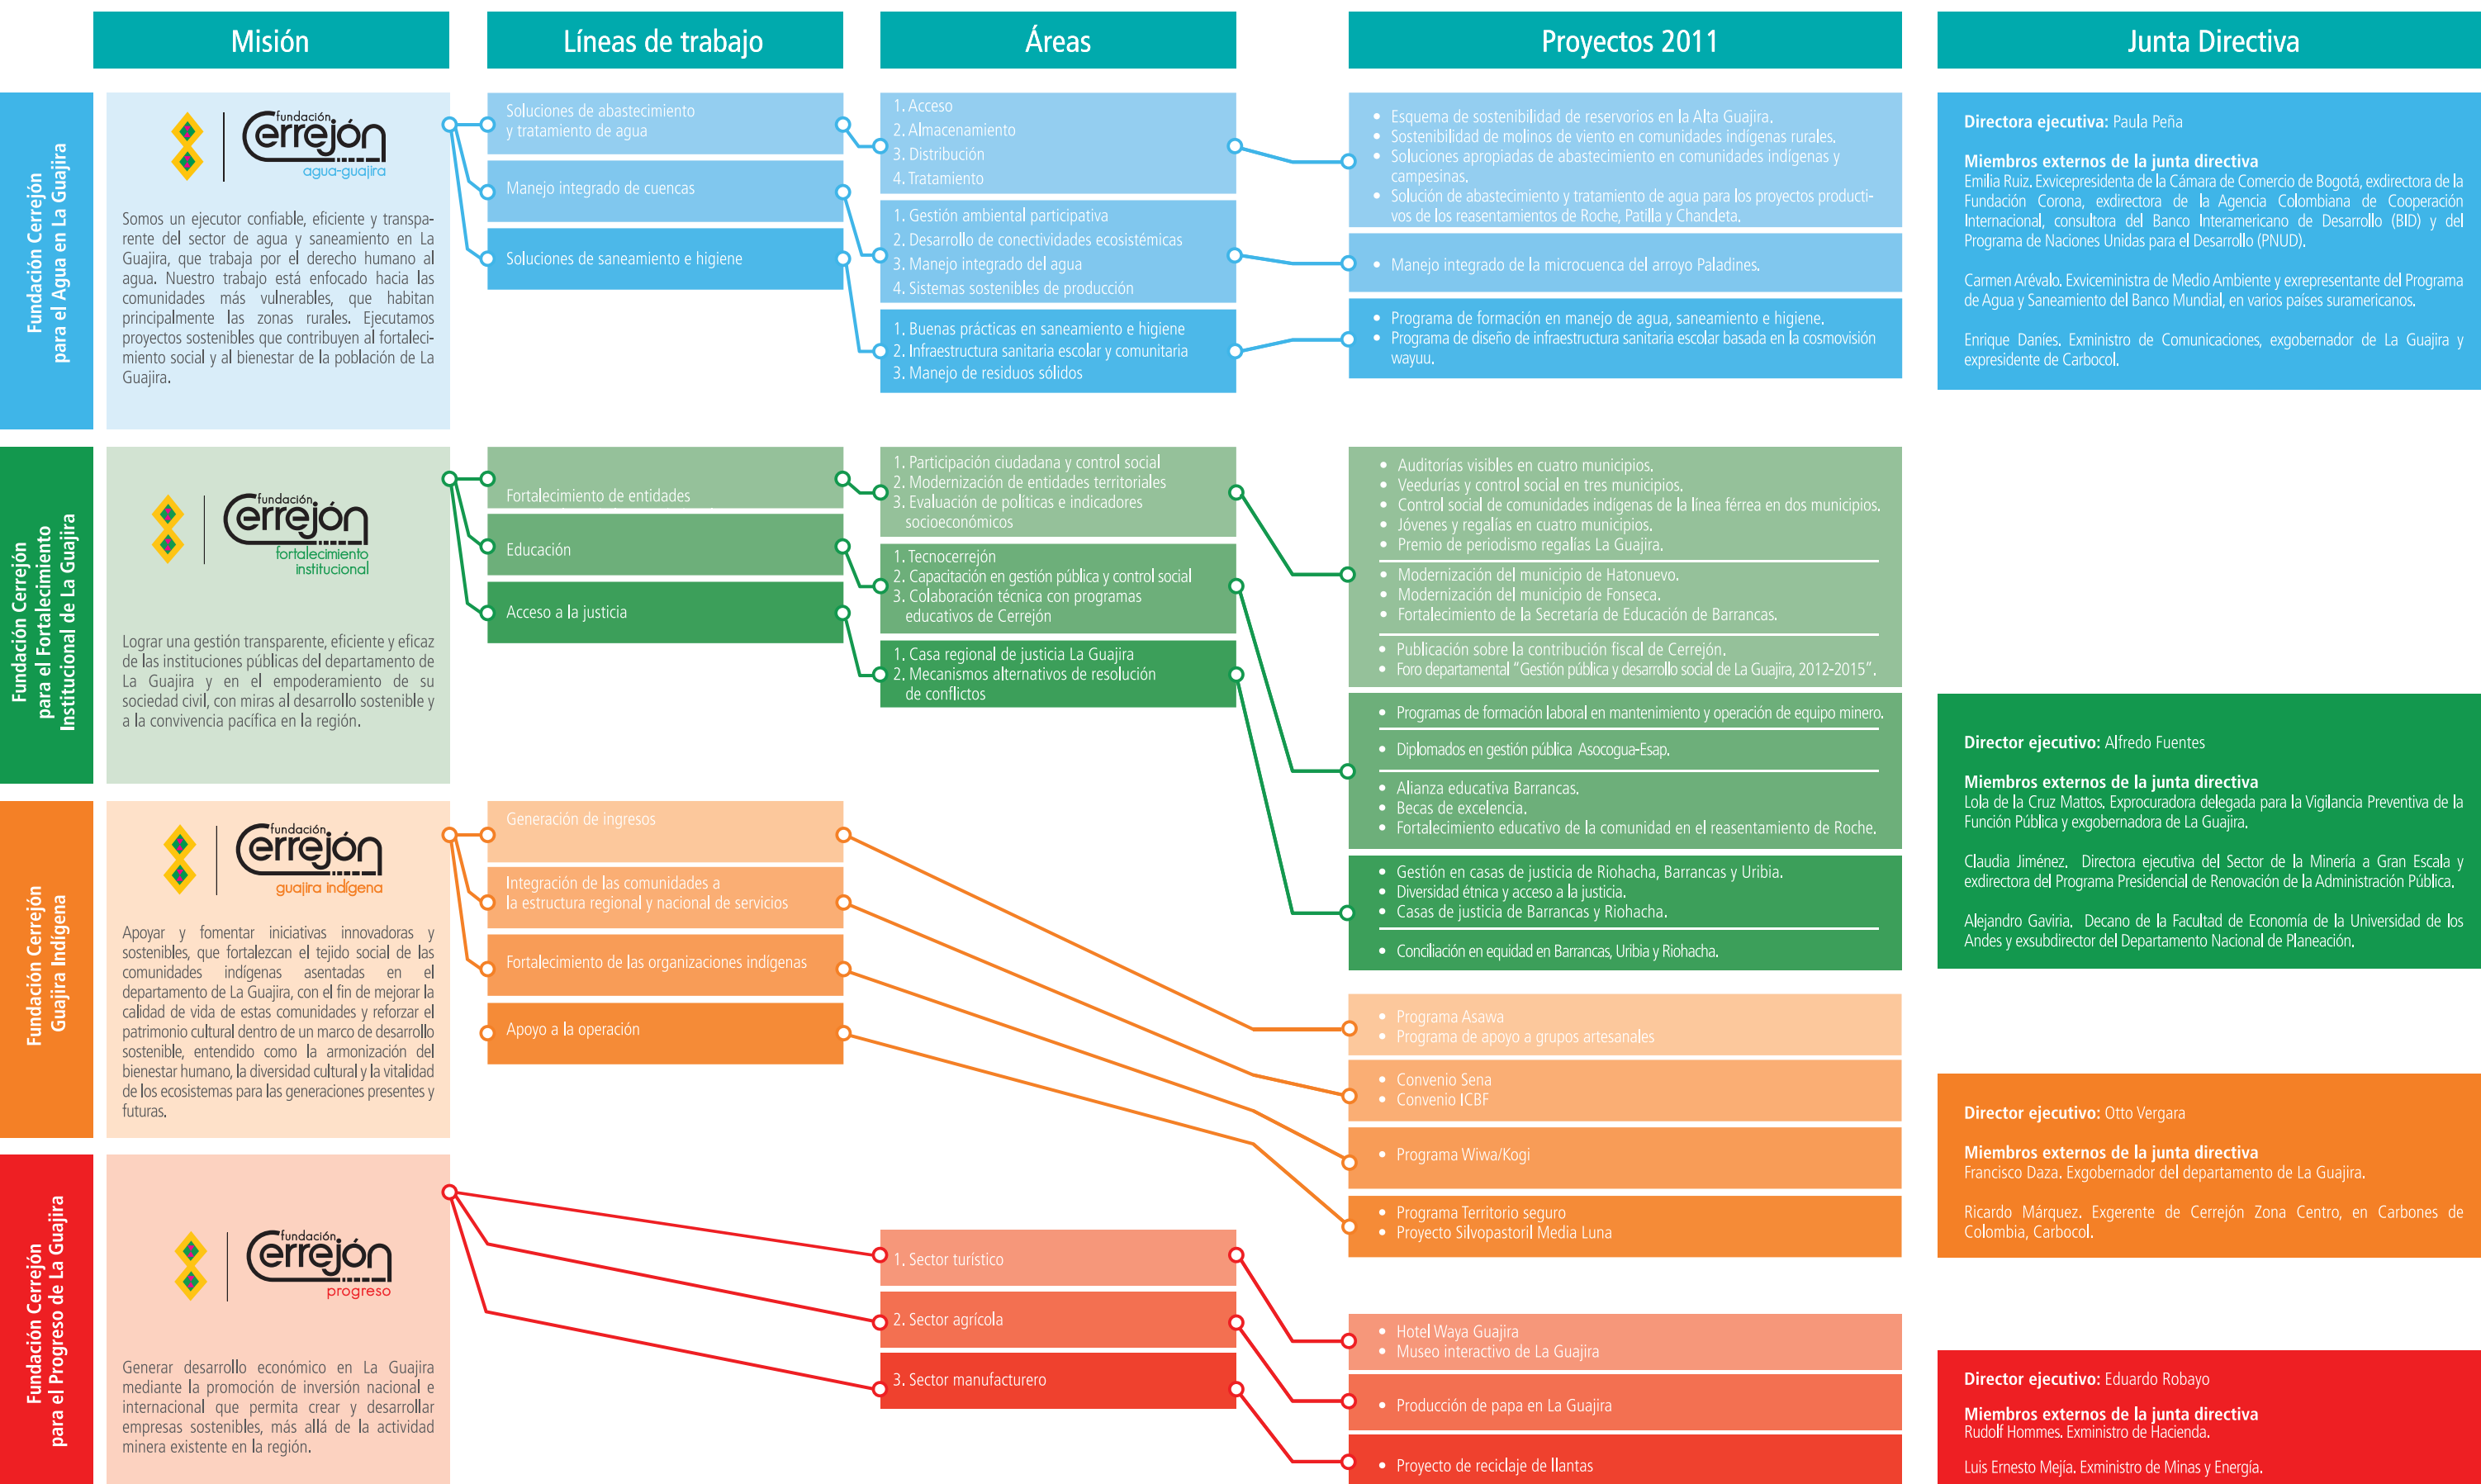 Misión
Líneas de trabajo
Áreas
Proyectos 2011
Junta Directiva
Fundación Cerrejón
para el Agua en La Guajira
fundación
Cerrejón
agua-guajira
Somos un ejecutor confiable, eficiente y transpa-
rente del sector de agua y saneamiento en La
Guajira, que trabaja por el derecho humano al
agua. Nuestro trabajo está enfocado hacia las
comunidades más vulnerables, que habitan
principalmente las zonas rurales. Ejecutamos
proyectos sostenibles que contribuyen al fortaleci-
miento social y al bienestar de la población de La
Guajira.
Soluciones de abastecimiento
y tratamiento de agua
Manejo integrado de cuencas
Soluciones de saneamiento e higiene
1. Acceso
2. Almacenamiento
3. Distribución
4. Tratamiento
1. Gestión ambiental participativa
2. Desarrollo de conectividades ecosistémicas
3. Manejo integrado del agua
4. Sistemas sostenibles de producción
1. Buenas prácticas en saneamiento e higiene
2. Infraestructura sanitaria escolar y comunitaria
3. Manejo de residuos sólidos
• Esquema de sostenibilidad de reservorios en la Alta Guajira.
• Sostenibilidad de molinos de viento en comunidades indígenas rurales.
• Soluciones apropiadas de abastecimiento en comunidades indígenas y
campesinas.
• Solución de abastecimiento y tratamiento de agua para los proyectos producti-
vos de los reasentamientos de Roche, Patilla y Chancleta.
• Manejo integrado de la microcuenca del arroyo Paladines.
• Programa de formación en manejo de agua, saneamiento e higiene.
• Programa de diseño de infraestructura sanitaria escolar basada en la cosmovisión
wayuu.
Directora ejecutiva: Paula Peña
Miembros externos de la junta directiva
Emilia Ruiz. Exvicepresidenta de la Cámara de Comercio de Bogotá, exdirectora de la
Fundación Corona, exdirectora de la Agencia Colombiana de Cooperación
Internacional, consultora del Banco Interamericano de Desarrollo (BID) y del
Programa de Naciones Unidas para el Desarrollo (PNUD).
Carmen Arévalo. Exviceministra de Medio Ambiente y exrepresentante del Programa
de Agua y Saneamiento del Banco Mundial, en varios países suramericanos.
Enrique Daníes. Exministro de Comunicaciones, exgobernador de La Guajira y
expresidente de Carbocol.
Fundación Cerrejón
para el Fortalecimiento
Institucional de La Guajira
fundación
Cerrejón
fortalecimiento
institucional
Lograr una gestión transparente, eficiente y eficaz
de las instituciones públicas del departamento de
La Guajira y en el empoderamiento de su
sociedad civil, con miras al desarrollo sostenible y
a la convivencia pacífica en la región.
Fortalecimiento de entidades
Educación
Acceso a la justicia
1. Participación ciudadana y control social
2. Modernización de entidades territoriales
3. Evaluación de políticas e indicadores
socioeconómicos
1. Tecnocerrejón
2. Capacitación en gestión pública y control social
3. Colaboración técnica con programas
educativos de Cerrejón
1. Casa regional de justicia La Guajira
2. Mecanismos alternativos de resolución
de conflictos
• Auditorías visibles en cuatro municipios.
• Veedurías y control social en tres municipios.
• Control social de comunidades indígenas de la línea férrea en dos municipios.
• Jóvenes y regalías en cuatro municipios.
• Premio de periodismo regalías La Guajira.
• Modernización del municipio de Hatonuevo.
• Modernización del municipio de Fonseca.
• Fortalecimiento de la Secretaría de Educación de Barrancas.
• Publicación sobre la contribución fiscal de Cerrejón.
• Foro departamental “Gestión pública y desarrollo social de La Guajira, 2012-2015”.
• Programas de formación laboral en mantenimiento y operación de equipo minero.
• Diplomados en gestión pública Asocogua-Esap.
• Alianza educativa Barrancas.
• Becas de excelencia.
• Fortalecimiento educativo de la comunidad en el reasentamiento de Roche.
• Gestión en casas de justicia de Riohacha, Barrancas y Uribia.
• Diversidad étnica y acceso a la justicia.
• Casas de justicia de Barrancas y Riohacha.
• Conciliación en equidad en Barrancas, Uribia y Riohacha.
Director ejecutivo: Alfredo Fuentes
Miembros externos de la junta directiva
Lola de la Cruz Mattos. Exprocuradora delegada para la Vigilancia Preventiva de la
Función Pública y exgobernadora de La Guajira.
Claudia Jiménez. Directora ejecutiva del Sector de la Minería a Gran Escala y
exdirectora del Programa Presidencial de Renovación de la Administración Pública.
Alejandro Gaviria. Decano de la Facultad de Economía de la Universidad de los
Andes y exsubdirector del Departamento Nacional de Planeación.
Fundación Cerrejón
Guajira Indígena
fundación
Cerrejón
guajira indígena
Apoyar y fomentar iniciativas innovadoras y
sostenibles, que fortalezcan el tejido social de las
comunidades indígenas asentadas en el
departamento de La Guajira, con el fin de mejorar la
calidad de vida de estas comunidades y reforzar el
patrimonio cultural dentro de un marco de desarrollo
sostenible, entendido como la armonización del
bienestar humano, la diversidad cultural y la vitalidad
de los ecosistemas para las generaciones presentes y
futuras.
Generación de ingresos
Integración de las comunidades a
la estructura regional y nacional de servicios
Fortalecimiento de las organizaciones indígenas
Apoyo a la operación
• Programa Asawa
• Programa de apoyo a grupos artesanales
• Convenio Sena
• Convenio ICBF
• Programa Wiwa/Kogi
• Programa Territorio seguro
• Proyecto Silvopastoril Media Luna
Director ejecutivo: Otto Vergara
Miembros externos de la junta directiva
Francisco Daza. Exgobernador del departamento de La Guajira.
Ricardo Márquez. Exgerente de Cerrejón Zona Centro, en Carbones de
Colombia, Carbocol.
Fundación Cerrejón
para el Progreso de La Guajira
fundación
Cerrejón
progreso
Generar desarrollo económico en La Guajira
mediante la promoción de inversión nacional e
internacional que permita crear y desarrollar
empresas sostenibles, más allá de la actividad
minera existente en la región.
1. Sector turístico
2. Sector agrícola
3. Sector manufacturero
• Hotel Waya Guajira
• Museo interactivo de La Guajira
• Producción de papa en La Guajira
• Proyecto de reciclaje de llantas
Director ejecutivo: Eduardo Robayo
Miembros externos de la junta directiva
Rudolf Hommes. Exministro de Hacienda.
Luis Ernesto Mejía. Exministro de Minas y Energía.